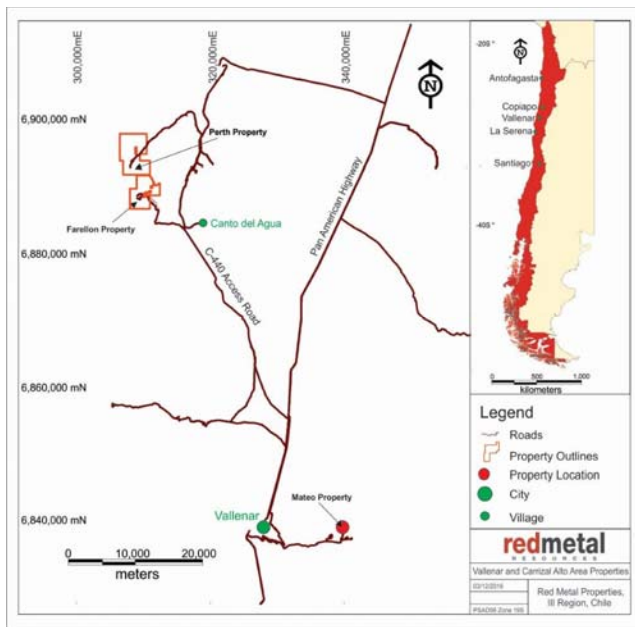 300,000mE
320,000mE
340,000mE
6,900,000 mN
6,880,000 mN
6,860,000 mN
6,840,000 mN
N
Perth Property
Farellon Property
Canto del Agua
C-440 Access Road
Pan American Highway
Vallenar
Mateo Property
0 10,000 20,000
meters
-20S
N
Antofagasta
Copiapo
Vallenar
La Serena
Santiago
-40S
0 500 1,000
kilometers
Legend
Roads
Property Outlines
Property Location
City
Village
redmetal
RESOURCES
Vallenar and Carrizal Alto Area Properties
Red Metal Properties,
III Region, Chile